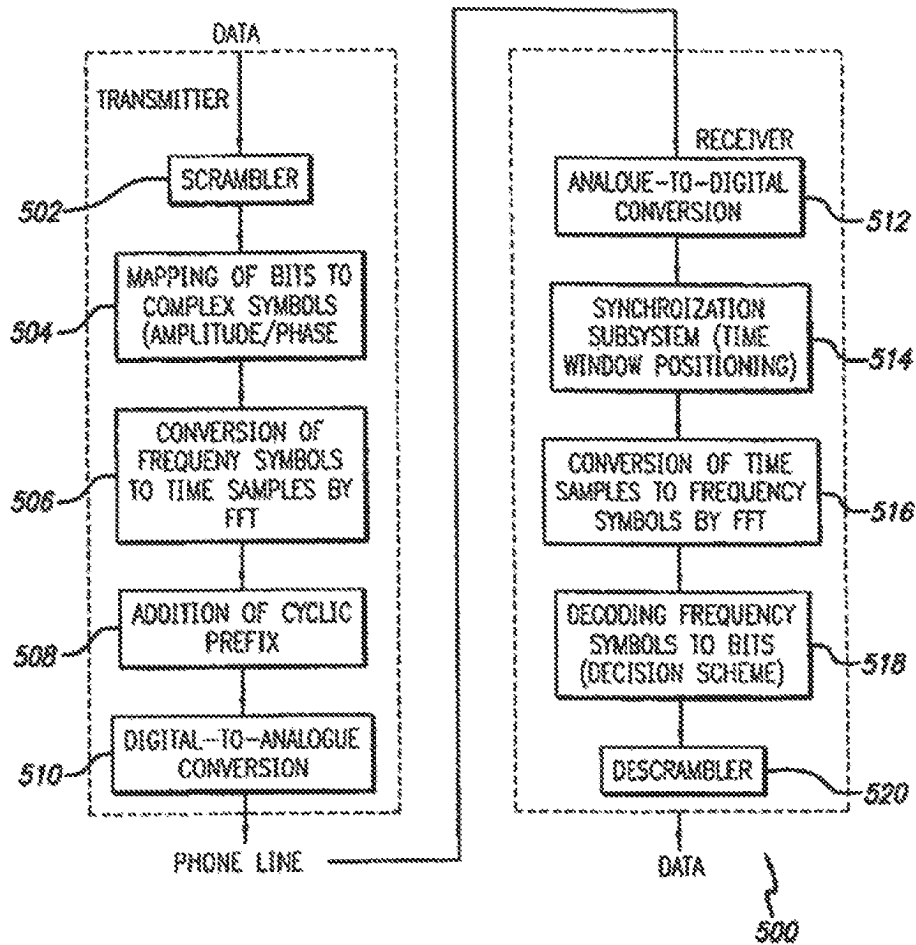 DATA
TRANSMITTER
SCRAMBLER
502
MAPPING OF BITS TO
COMPLEX SYMBOLS
(AMPLITUDE/PHASE
504
CONVERSION OF
FREQUENY SYMBOLS
TO TIME SAMPLES BY
FFT
506
ADDITION OF CYCLIC
PREFIX
508
DIGITAL-TO-ANALOGUE
CONVERSION
510
PHONE LINE
RECEIVER
ANALOUE-TO-DIGITAL
CONVERSION
512
SYNCHROIZATION
SUBSYSTEM (TIME
WINDOW POSITIONING)
514
CONVERSION OF TIME
SAMPLES TO FREQUENCY
SYMBOLS BY FFT
516
DECODING FREQUENCY
SYMBOLS TO BITS
(DECISION SCHEME)
518
DESCRAMBLER
520
DATA
500